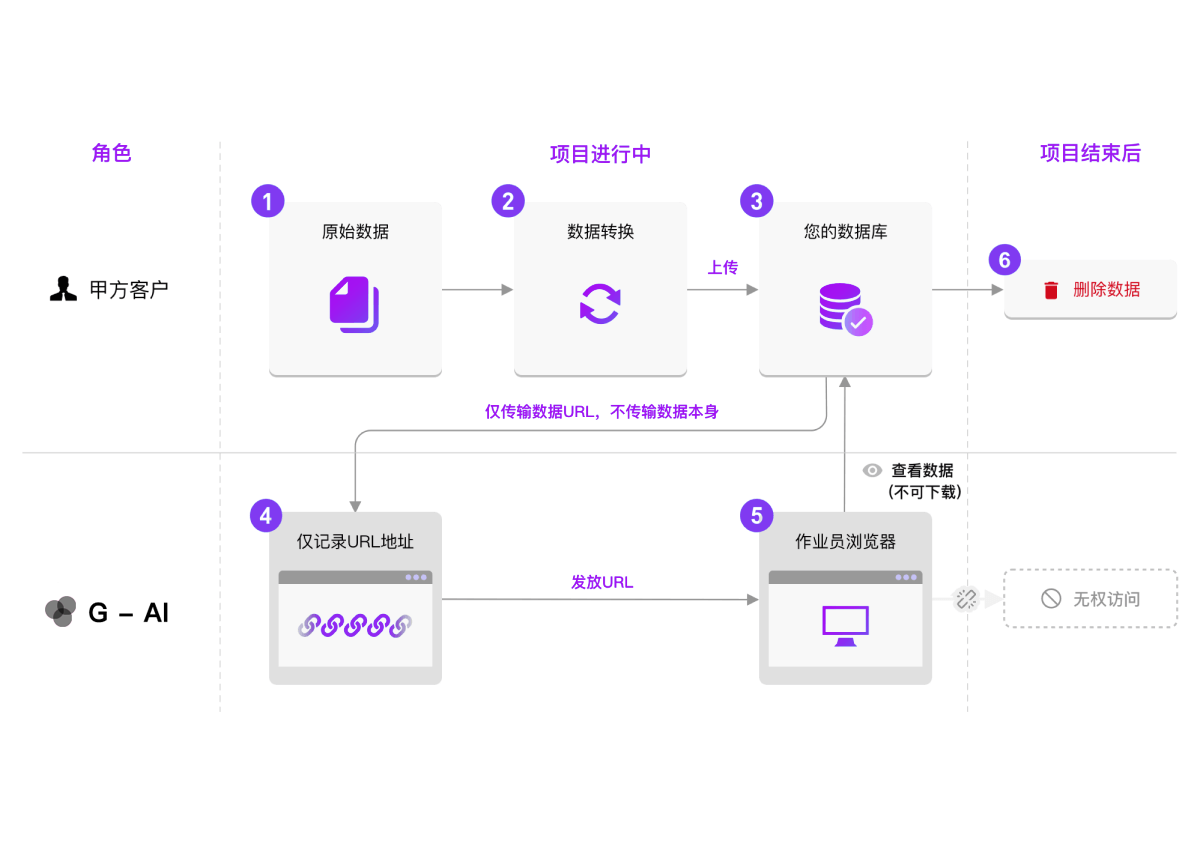 角色
项目进行中
项目结束后
1
原始数据
2
数据转换
上传
3
您的数据库
6
删除数据
甲方客户
仅传输数据URL，不传输数据本身
查看数据
(不可下载)
4
仅记录URL地址
发放URL
5
作业员浏览器
无权访问
G – AI